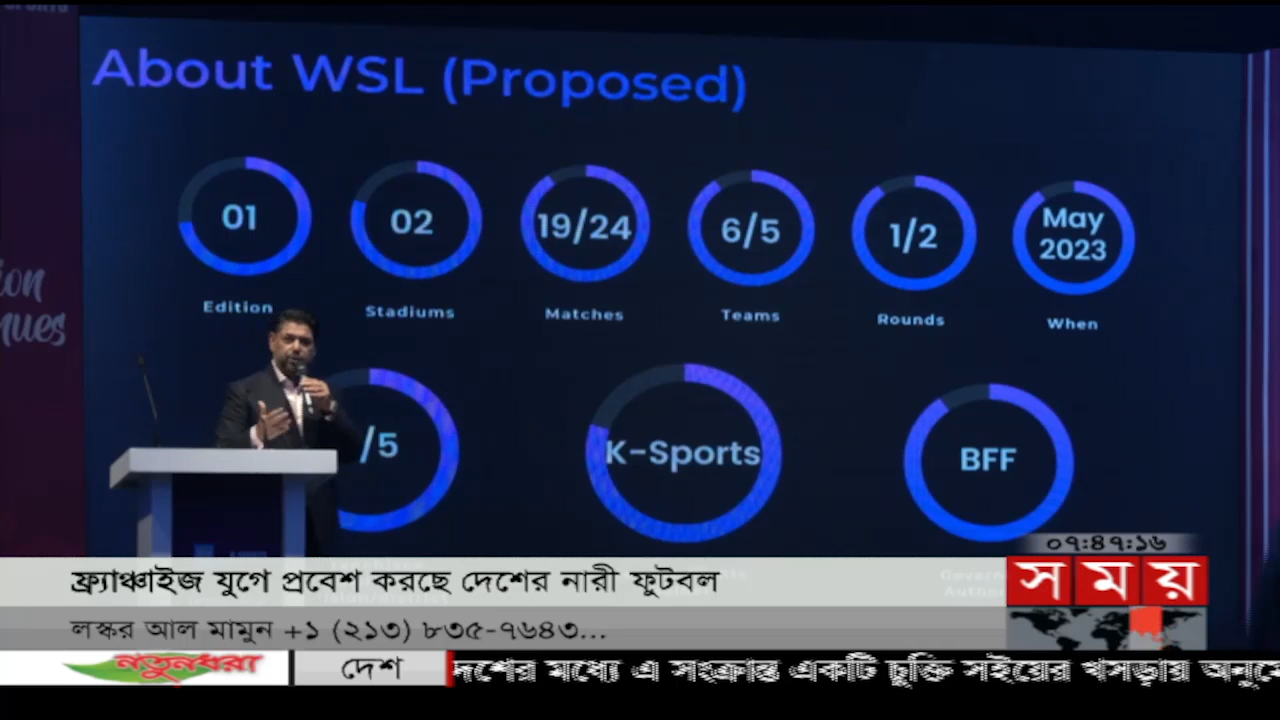 About WSL (Proposed)
01
02
19/24
6/5
1/2
May
2023
Edition
Stadiums
Matches
Teams
Rounds
When
/5
K-Sports
BFF
০৭:৪৭:১৬
ফ্র্যাঞ্চাইজ যুগে প্রবেশ করছে দেশের নারী ফুটবল
সময়
লস্কর আল মামুন +১ (২১৩) ৮৩৫-৭৬৪৩...
নতুনধরা
দেশ
দেশের মধ্যে এ সংক্রান্ত একটি চুক্তি সইয়ের খসড়ার